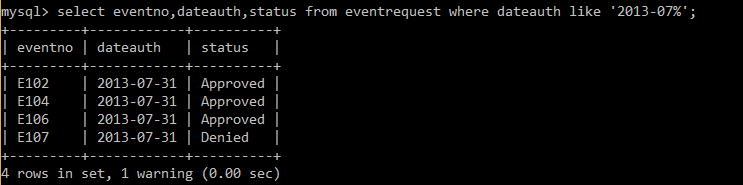 mysql> select eventno,dateauth,status from eventrequest where dateauth like '2013-07%';
+---------+------------+----------+
| eventno | dateauth   | status   |
+---------+------------+----------+
| E102    | 2013-07-31 | Approved |
| E104    | 2013-07-31 | Approved |
| E106    | 2013-07-31 | Approved |
| E107    | 2013-07-31 | Denied   |
+---------+------------+----------+
4 rows in set, 1 warning (0.00 sec)